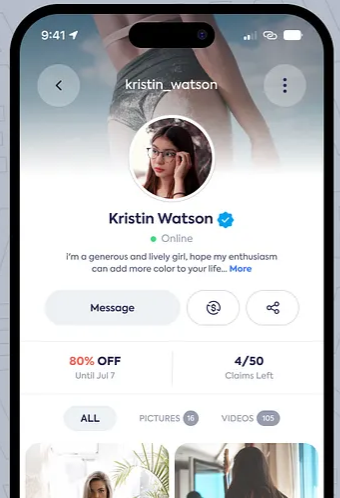 9:41
kristin_watson
Kristin Watson
Online
i'm a generous and lively girl, hope my enthusiasm
can add more color to your life... More
Message
80% OFF
4/50
Until Jul 7
Claims Left
ALL
PICTURES 16
VIDEOS 105